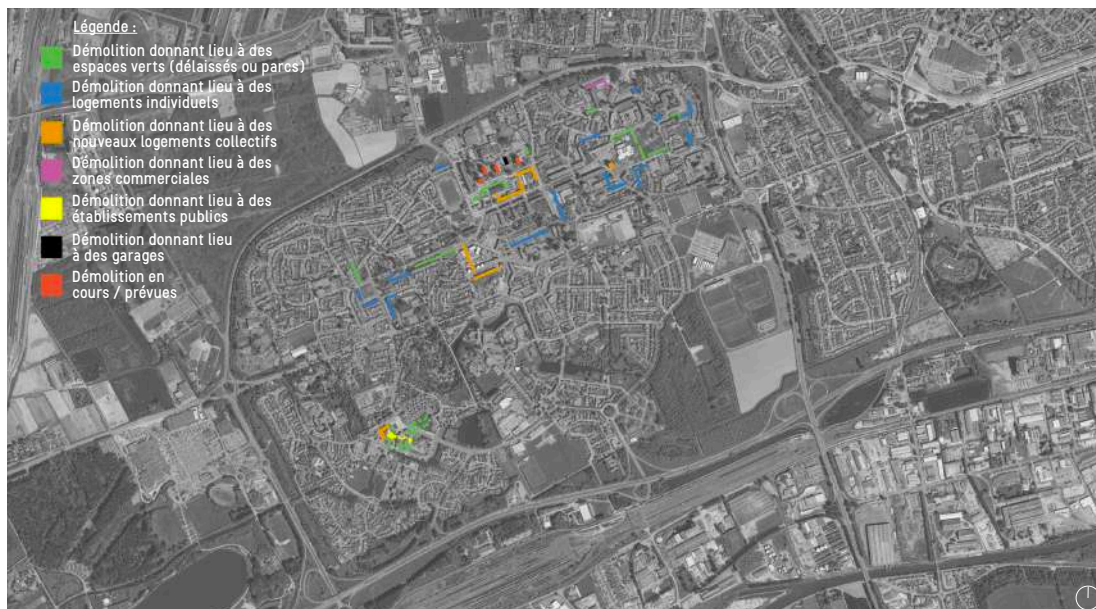 Légende :
Démolition donnant lieu à des
espaces verts (délaissés ou parcs)
Démolition donnant lieu à des
logements individuels
Démolition donnant lieu à des
nouveaux logements collectifs
Démolition donnant lieu à des
zones commerciales
Démolition donnant lieu à des
établissements publics
Démolition donnant lieu
à des garages
Démolition en
cours / prévues